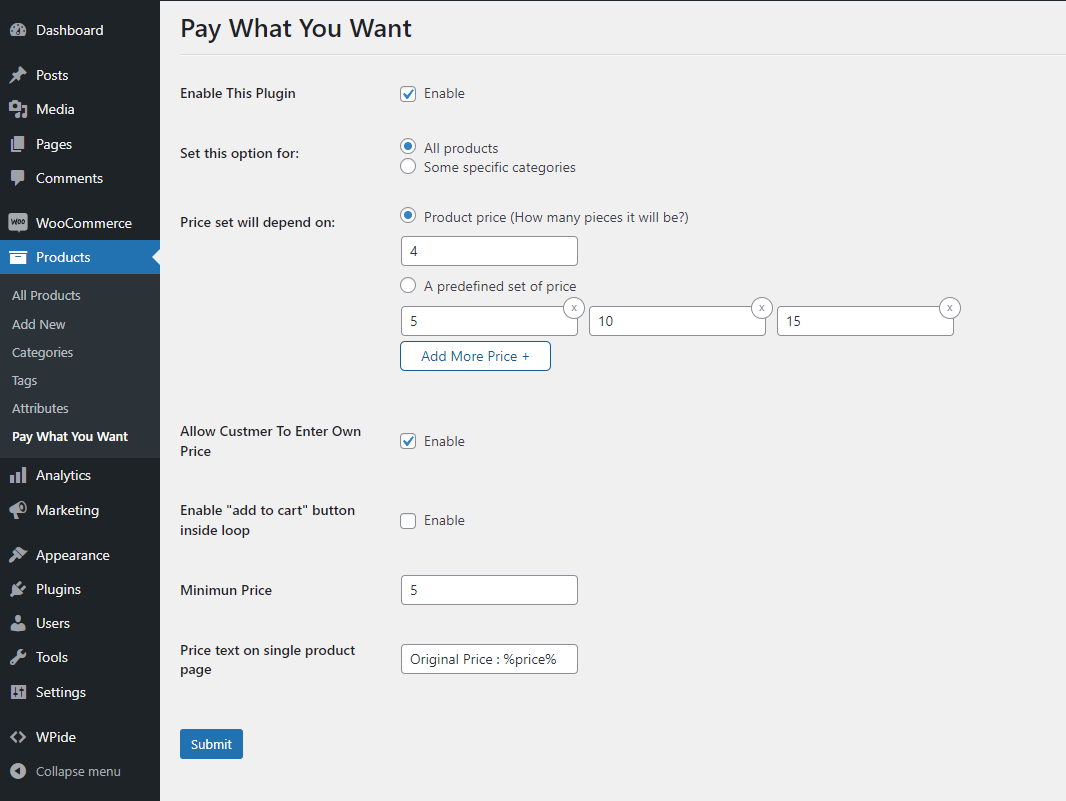 Dashboard
Posts
Media
Pages
Comments
WOO
WooCommerce
Products
All Products
Add New
Categories
Tags
Attributes
Pay What You Want
Analytics
Marketing
Appearance
Plugins
Users
Tools
Settings
WPide
Collapse menu
Pay What You Want
Enable This Plugin
Enable
Set this option for:
All products
Some specific categories
Price set will depend on:
Product price (How many pieces it will be?)
4
A predefined set of price
x x x
5 10 15
Add More Price +
Allow Custmer To Enter Own
Price
Enable
Enable "add to cart" button
inside loop
Enable
Minimun Price
5
Price text on single product
page
Original Price : %price%
Submit